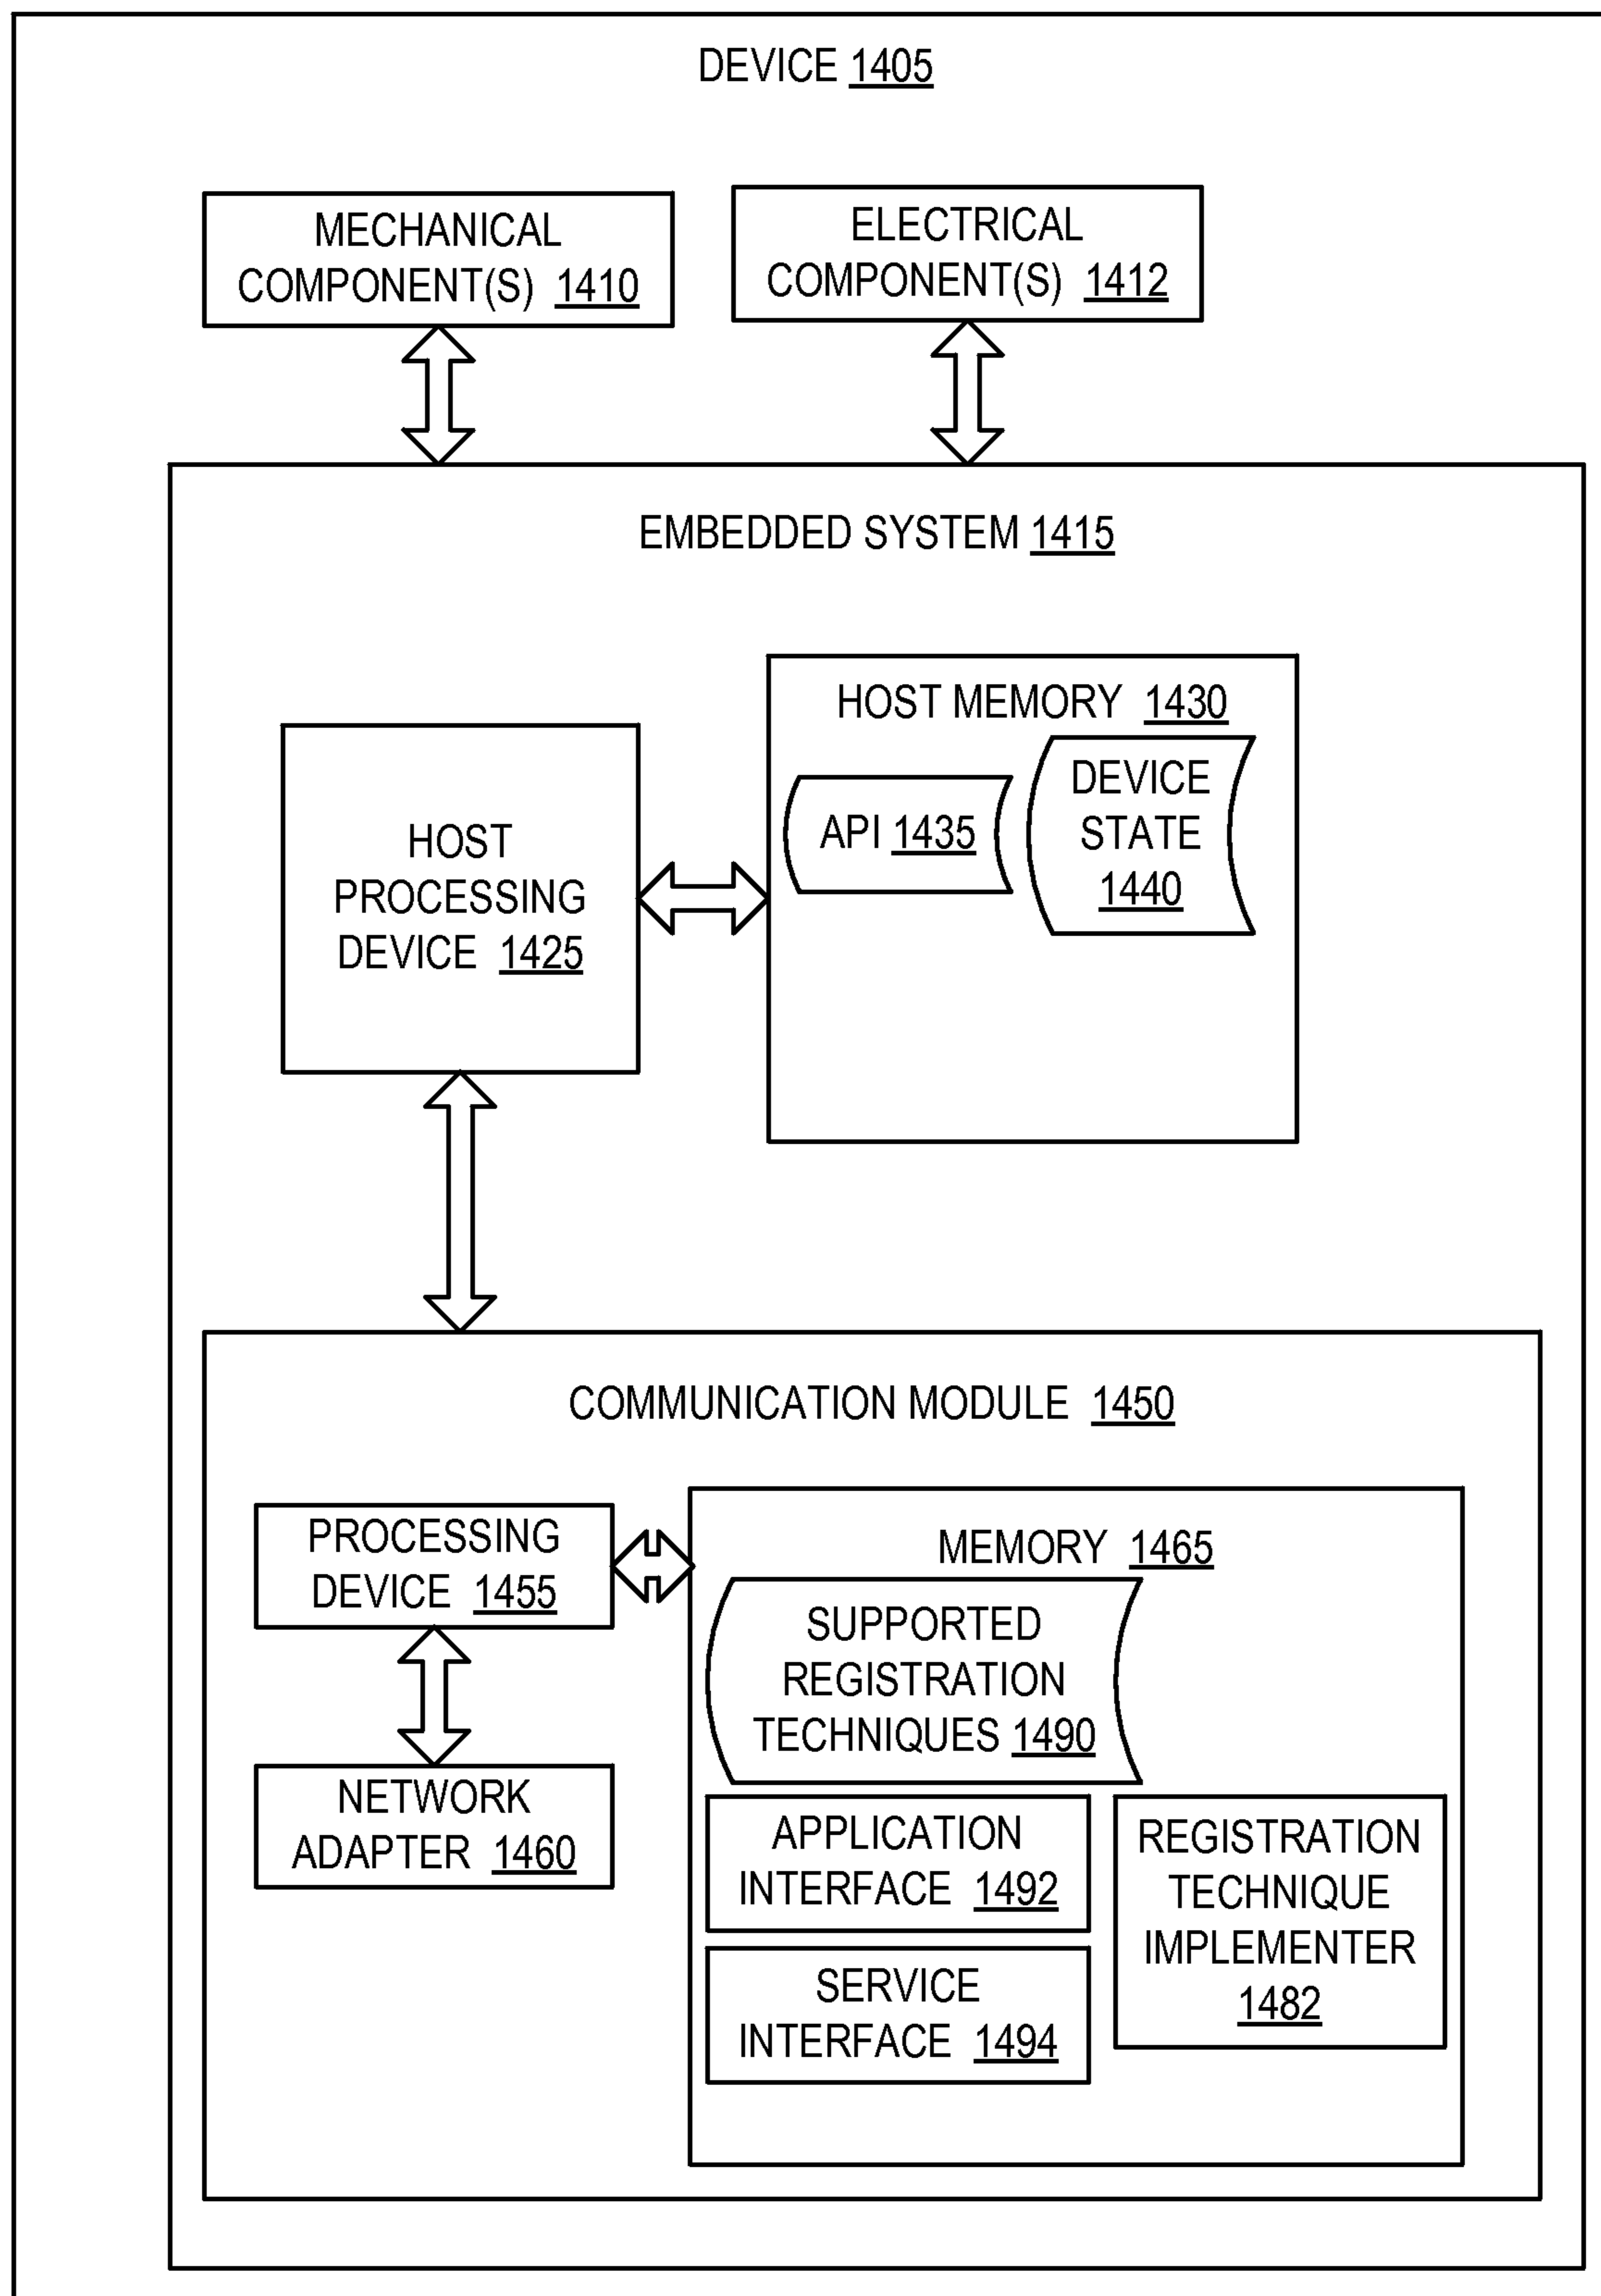 DEVICE 1405
MECHANICAL
COMPONENT(S) 1410
ELECTRICAL
COMPONENT(S) 1412
EMBEDDED SYSTEM 1415
HOST
PROCESSING
DEVICE 1425
HOST MEMORY 1430
API 1435
DEVICE
STATE
1440
COMMUNICATION MODULE 1450
PROCESSING
DEVICE 1455
NETWORK
ADAPTER 1460
MEMORY 1465
SUPPORTED
REGISTRATION
TECHNIQUES 1490
APPLICATION
INTERFACE 1492
SERVICE
INTERFACE 1494
REGISTRATION
TECHNIQUE
IMPLEMENTER
1482